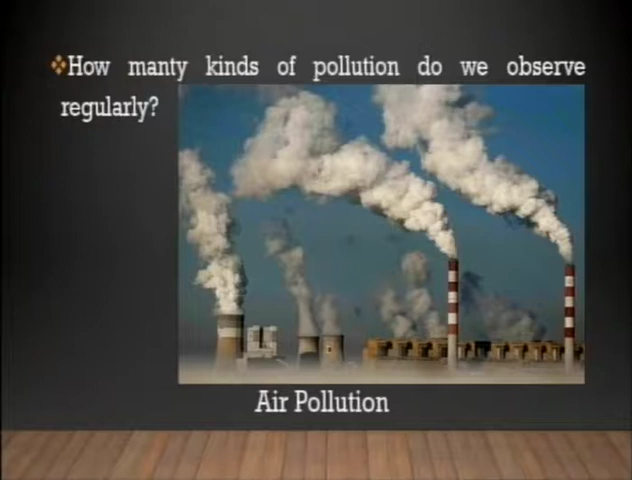 How manty kinds of pollution do we observe
regularly?
Air Pollution